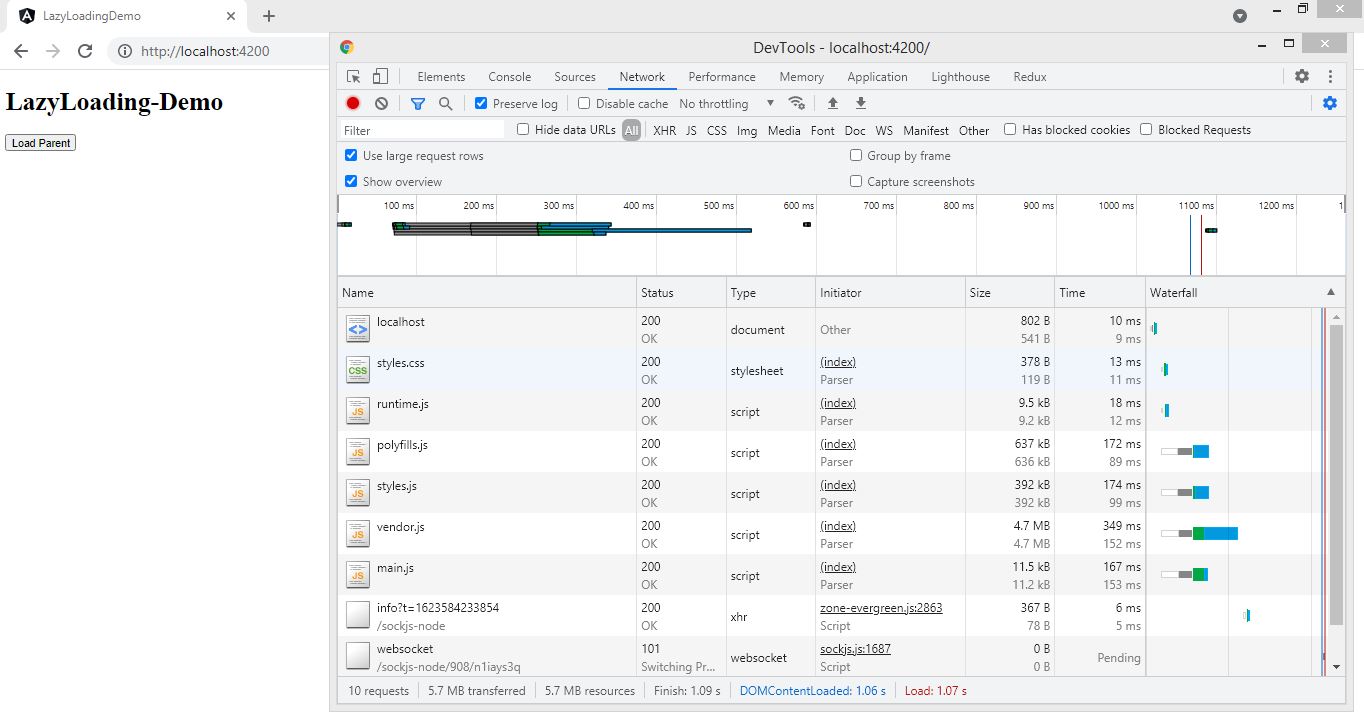 LazyLoadingDemo
http://localhost:4200
LazyLoading-Demo
Load Parent
DevTools - localhost:4200/
Elements Console Sources Network Performance Memory Application Lighthouse Redux
Preserve log Disable cache No throttling
Filter Hide data URLs All XHR JS CSS Img Media Font Doc WS Manifest Other Has blocked cookies Blocked Requests
Use large request rows Group by frame
Show overview Capture screenshots
100 ms 200 ms 300 ms 400 ms 500 ms 600 ms 700 ms 800 ms 900 ms 1000 ms 1100 ms 1200 ms 1
Name Status Type Initiator Size Time Waterfall
localhost 200 document Other 802 B 10 ms
OK 541 B 9 ms
CSS styles.css 200 stylesheet (index) 378 B 13 ms
OK Parser 119 B 11 ms
JS runtime.js 200 script (index) 9.5 kB 18 ms
OK Parser 9.2 kB 12 ms
JS polyfills.js 200 script (index) 637 kB 172 ms
OK Parser 636 kB 89 ms
JS styles.js 200 script (index) 392 kB 174 ms
OK Parser 392 kB 99 ms
JS vendor.js 200 script (index) 4.7 MB 349 ms
OK Parser 4.7 MB 152 ms
JS main.js 200 script (index) 11.5 kB 167 ms
OK Parser 11.2 kB 153 ms
info?t=1623584233854 200 xhr zone-evergreen.js:2863 367 B 6 ms
/sockjs-node OK Script 78 B 5 ms
websocket 101 websocket sockjs.js:1687 0 B Pending
/sockjs-node/908/n1iays3q Switching Pr... Script 0 B
10 requests 5.7 MB transferred 5.7 MB resources Finish: 1.09 s DOMContentLoaded: 1.06 s Load: 1.07 s